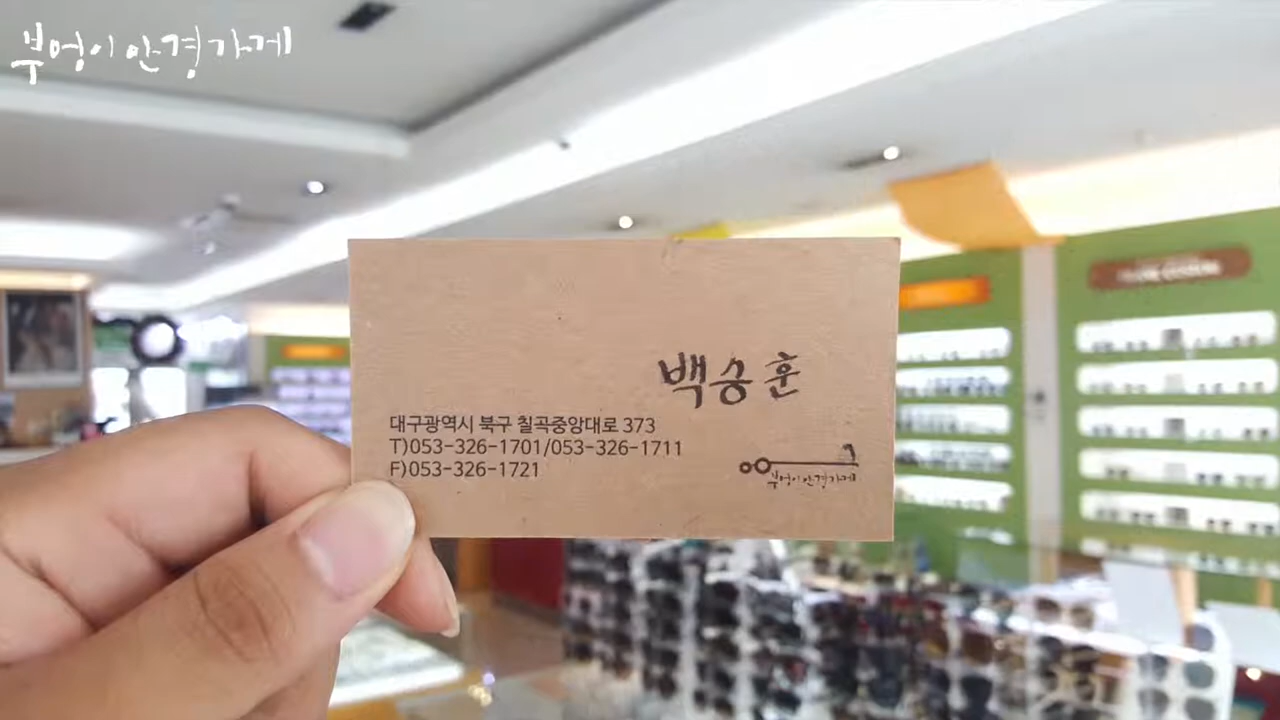 부엉이안경가게
백승훈
대구광역시 북구 칠곡중앙대로 373
T)053-326-1701/053-326-1711
F)053-326-1721
부엉이안경가게